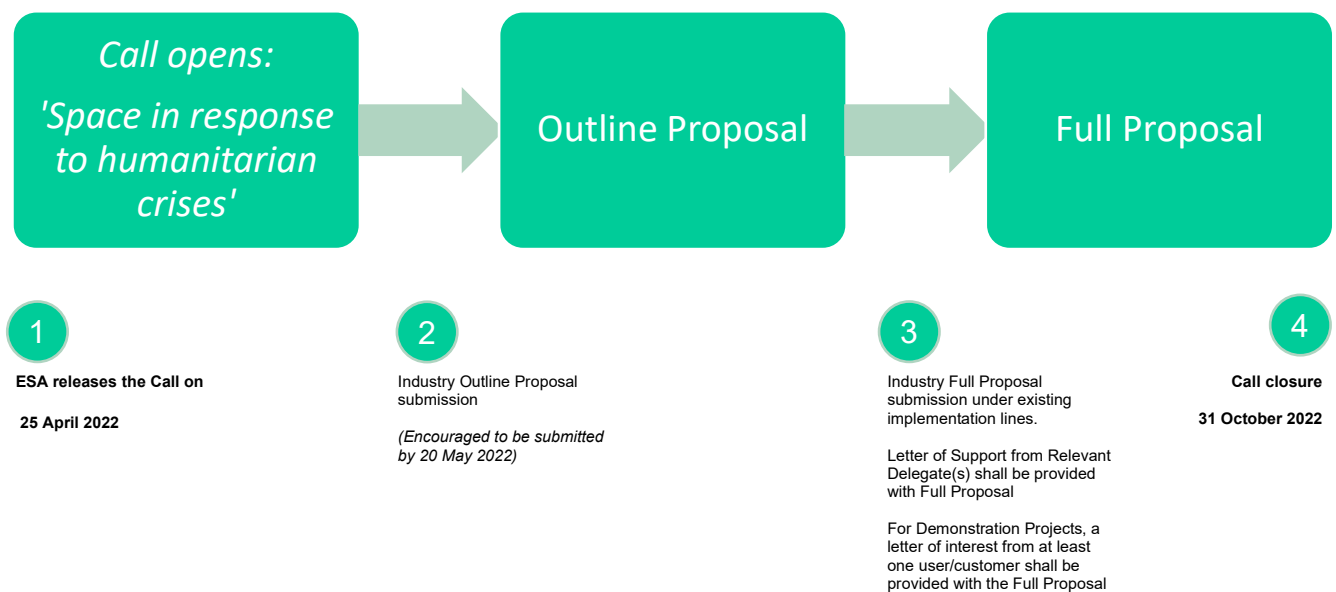 Call opens:
'Space in response
to humanitarian
crises'
Outline Proposal
Full Proposal
1
ESA releases the Call on
25 April 2022
2
Industry Outline Proposal
submission
(Encouraged to be submitted
by 20 May 2022)
3
Industry Full Proposal
submission under existing
implementation lines.
Letter of Support from Relevant
Delegate(s) shall be provided
with Full Proposal
For Demonstration Projects, a
letter of interest from at least
one user/customer shall be
provided with the Full Proposal
4
Call closure
31 October 2022